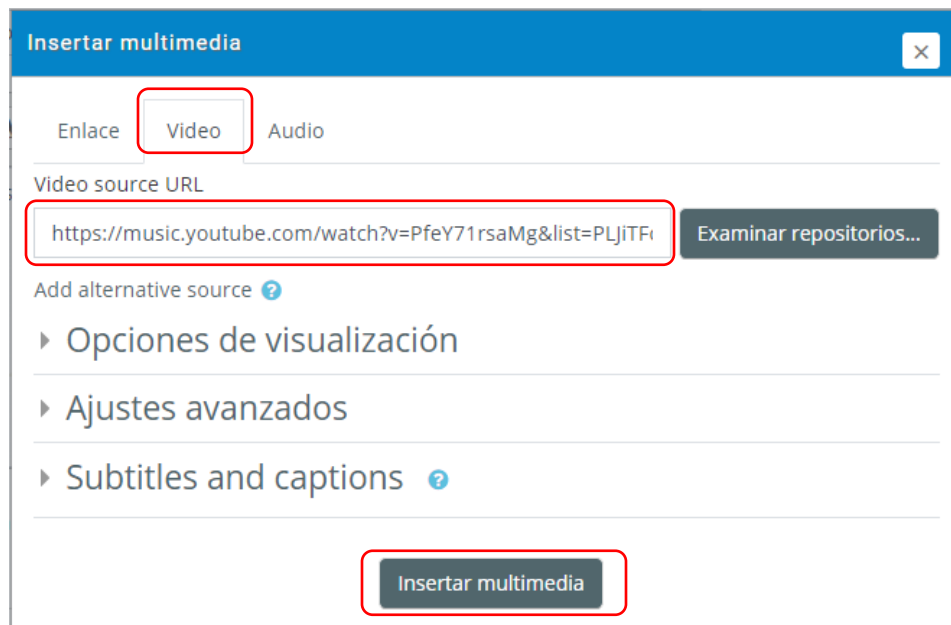 Insertar multimedia
Enlace Video Audio
Video source URL
https://music.youtube.com/watch?v=PfeY71rsaMg&list=PLJiTF
Examinar repositorios...
Add alternative source
Opciones de visualización
Ajustes avanzados
Subtitles and captions
Insertar multimedia